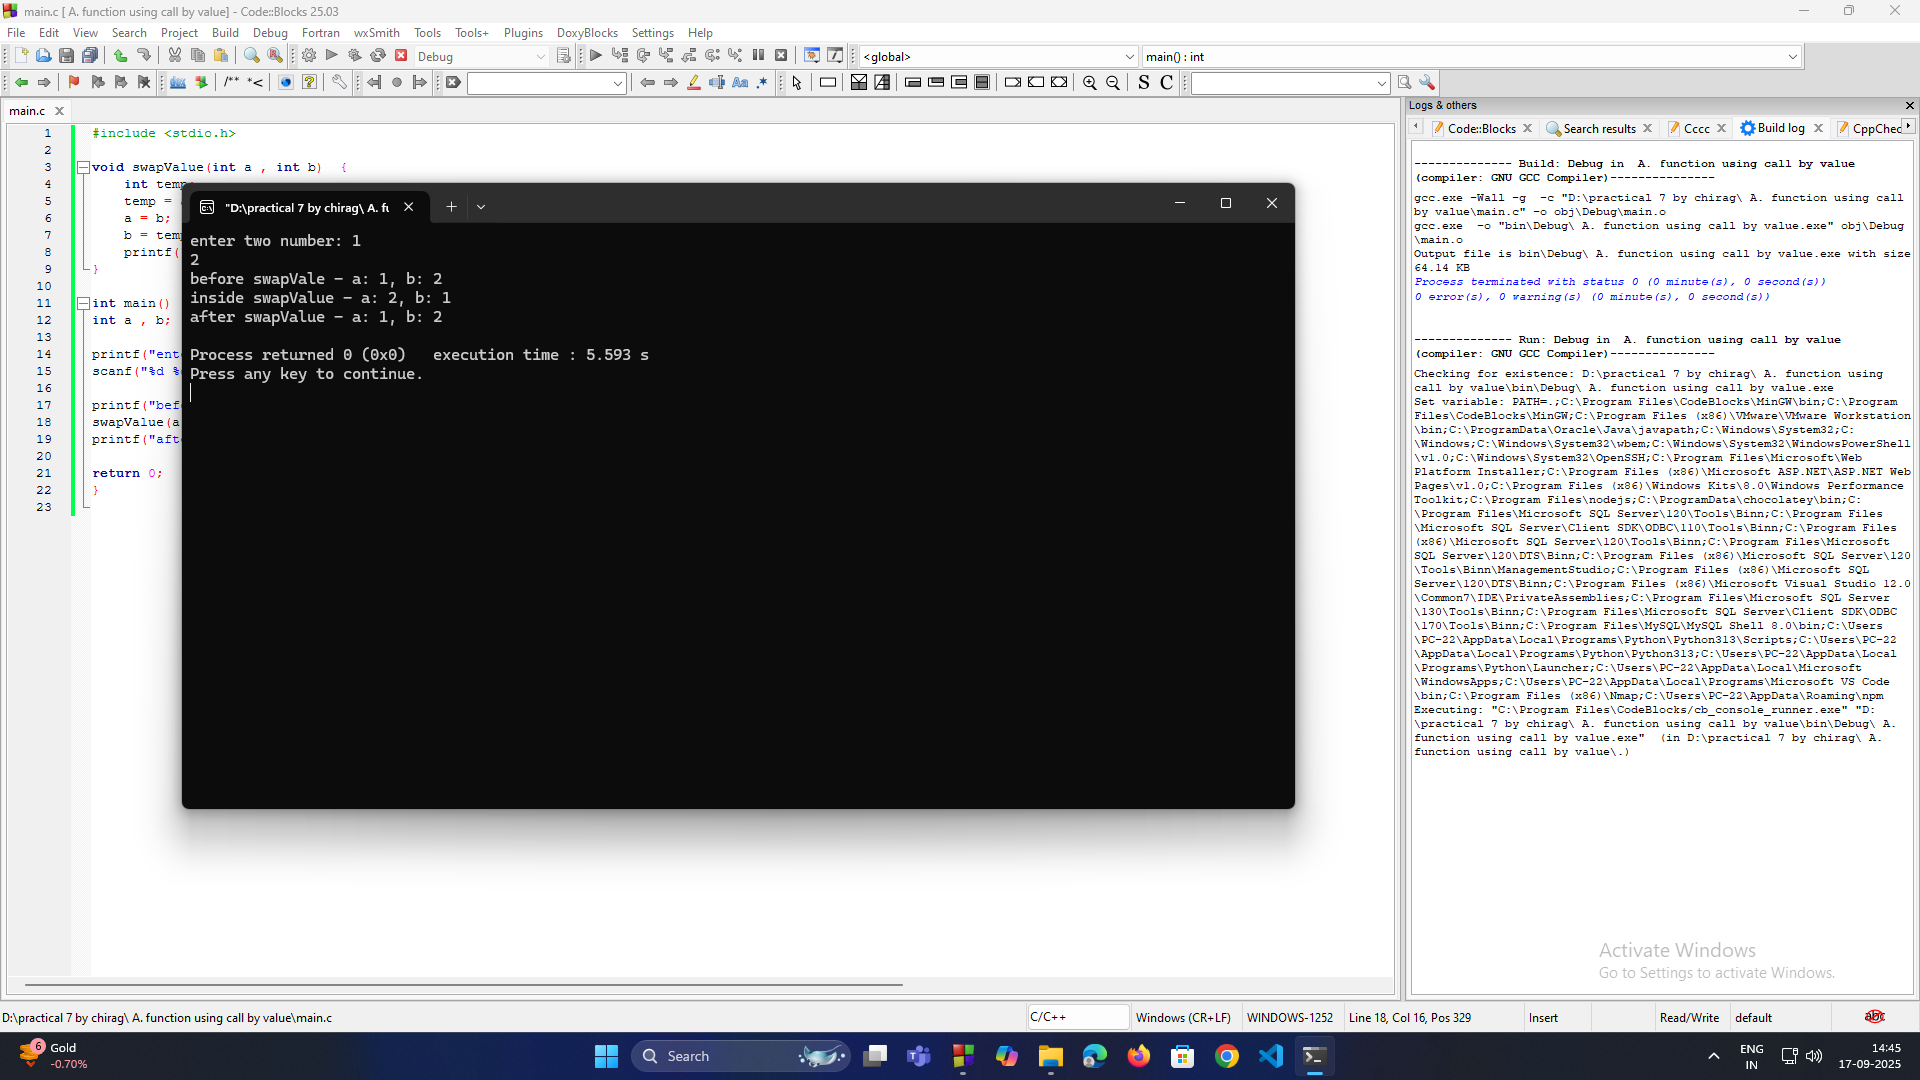 main.c [ A. function using call by value] - Code::Blocks 25.03
File Edit View Search Project Build Debug Fortran wxSmith Tools Tools+ Plugins DoxyBlocks Settings Help
Debug
<global>
main() : int
/** *<
Aa .*
S C
main.c
1 #include <stdio.h>
2
3 void swapValue(int a , int b) {
4 int temp
5 temp =
6 a = b;
7 b = tem
8 printf(
9 }
10
11 int main()
12 int a , b;
13
14 printf("ent
15 scanf("%d %
16
17 printf("bef
18 swapValue(a
19 printf("aft
20
21 return 0;
22 }
23
"D:\practical 7 by chirag\ A. fu
enter two number: 1
2
before swapVale - a: 1, b: 2
inside swapValue - a: 2, b: 1
after swapValue - a: 1, b: 2
Process returned 0 (0x0)   execution time : 5.593 s
Press any key to continue.
Logs & others
Code::Blocks
Search results
Cccc
Build log
CppChec
-------------- Build: Debug in  A. function using call by value
(compiler: GNU GCC Compiler)---------------
gcc.exe -Wall -g  -c "D:\practical 7 by chirag\ A. function using call
by value\main.c" -o obj\Debug\main.o
gcc.exe  -o "bin\Debug\ A. function using call by value.exe" obj\Debug
\main.o
Output file is bin\Debug\ A. function using call by value.exe with size
64.14 KB
Process terminated with status 0 (0 minute(s), 0 second(s))
0 error(s), 0 warning(s) (0 minute(s), 0 second(s))
-------------- Run: Debug in  A. function using call by value
(compiler: GNU GCC Compiler)---------------
Checking for existence: D:\practical 7 by chirag\ A. function using
call by value\bin\Debug\ A. function using call by value.exe
Set variable: PATH=.;C:\Program Files\CodeBlocks\MinGW\bin;C:\Program
Files\CodeBlocks\MinGW;C:\Program Files (x86)\VMware\VMware Workstation
\bin;C:\ProgramData\Oracle\Java\javapath;C:\Windows\System32;C:
\Windows;C:\Windows\System32\wbem;C:\Windows\System32\WindowsPowerShell
\v1.0;C:\Windows\System32\OpenSSH;C:\Program Files\Microsoft\Web
Platform Installer;C:\Program Files (x86)\Microsoft ASP.NET\ASP.NET Web
Pages\v1.0;C:\Program Files (x86)\Windows Kits\8.0\Windows Performance
Toolkit;C:\Program Files\nodejs;C:\ProgramData\chocolatey\bin;C:
\Program Files\Microsoft SQL Server\120\Tools\Binn;C:\Program Files
\Microsoft SQL Server\Client SDK\ODBC\110\Tools\Binn;C:\Program Files
(x86)\Microsoft SQL Server\120\Tools\Binn;C:\Program Files\Microsoft
SQL Server\120\DTS\Binn;C:\Program Files (x86)\Microsoft SQL Server\120
\Tools\Binn\ManagementStudio;C:\Program Files (x86)\Microsoft SQL
Server\120\DTS\Binn;C:\Program Files (x86)\Microsoft Visual Studio 12.0
\Common7\IDE\PrivateAssemblies;C:\Program Files\Microsoft SQL Server
\130\Tools\Binn;C:\Program Files\Microsoft SQL Server\Client SDK\ODBC
\170\Tools\Binn;C:\Program Files\MySQL\MySQL Shell 8.0\bin;C:\Users
\PC-22\AppData\Local\Programs\Python\Python313\Scripts;C:\Users\PC-22
\AppData\Local\Programs\Python\Python313;C:\Users\PC-22\AppData\Local
\Programs\Python\Launcher;C:\Users\PC-22\AppData\Local\Microsoft
\WindowsApps;C:\Users\PC-22\AppData\Local\Programs\Microsoft VS Code
\bin;C:\Program Files (x86)\Nmap;C:\Users\PC-22\AppData\Roaming\npm
Executing: "C:\Program Files\CodeBlocks/cb_console_runner.exe" "D:
\practical 7 by chirag\ A. function using call by value\bin\Debug\ A.
function using call by value.exe"  (in D:\practical 7 by chirag\ A.
function using call by value\.)
Activate Windows
Go to Settings to activate Windows.
D:\practical 7 by chirag\ A. function using call by value\main.c
C/C++
Windows (CR+LF)
WINDOWS-1252
Line 18, Col 16, Pos 329
Insert
Read/Write
default
abc
6
Gold
-0.70%
Search
ENG
IN
14:45
17-09-2025